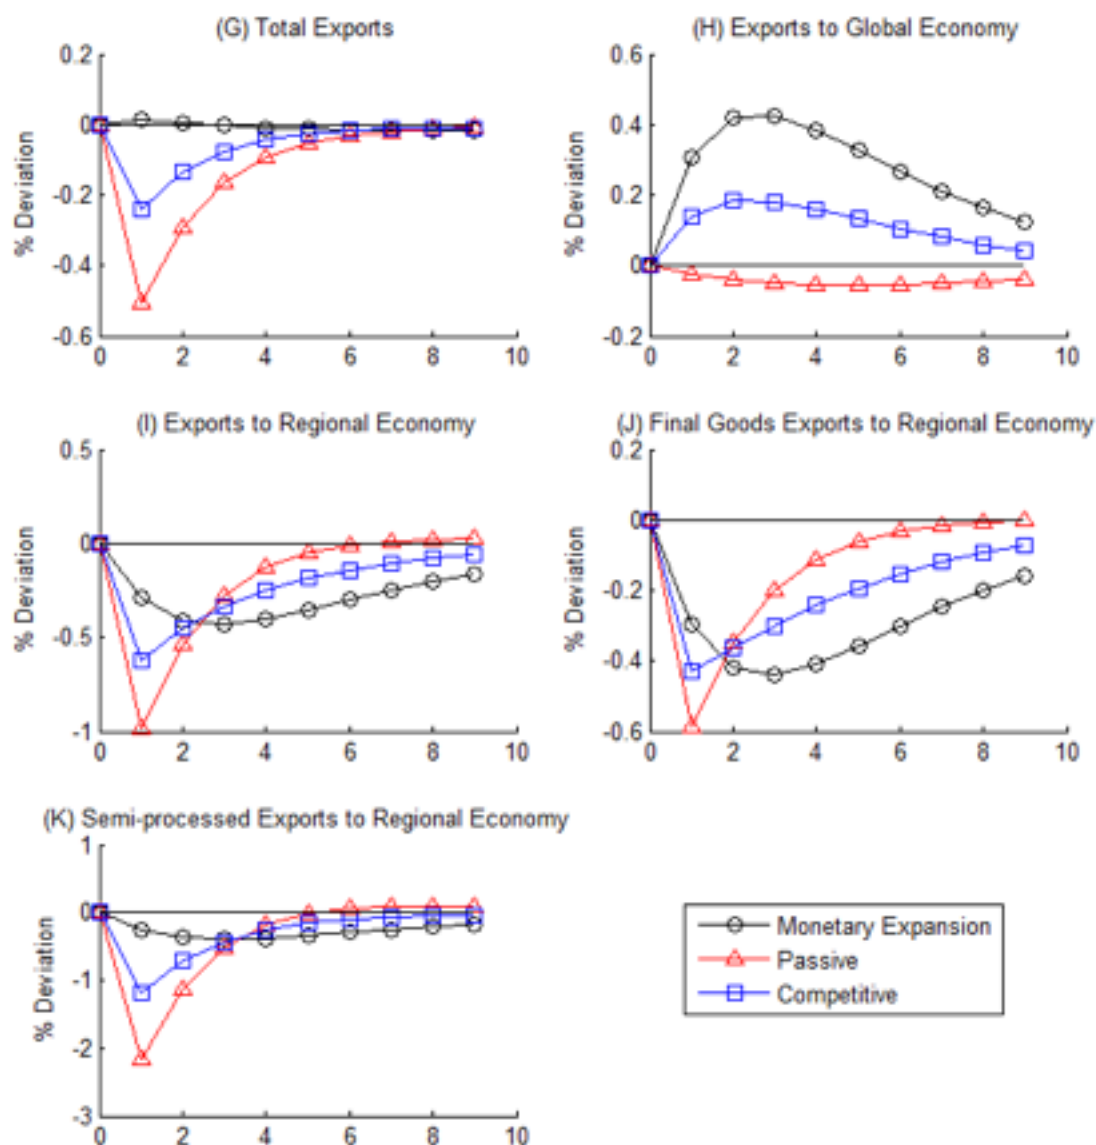 (G) Total Exports
(H) Exports to Global Economy
0.2
0
-0.2
-0.4
-0.6
% Deviation
0 2 4 6 8 10
0.6
0.4
0.2
0
-0.2
% Deviation
0 2 4 6 8 10
(I) Exports to Regional Economy
(J) Final Goods Exports to Regional Economy
0.5
0
-0.5
-1
% Deviation
0 2 4 6 8 10
0.2
0
-0.2
-0.4
-0.6
% Deviation
0 2 4 6 8 10
(K) Semi-processed Exports to Regional Economy
1
0
-1
-2
-3
% Deviation
0 2 4 6 8 10
Monetary Expansion
Passive
Competitive